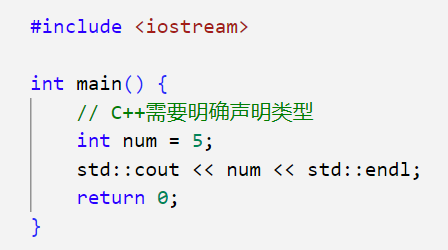 #include <iostream>

int main() {
    // C++需要明确声明类型
    int num = 5;
    std::cout << num << std::endl;
    return 0;
}